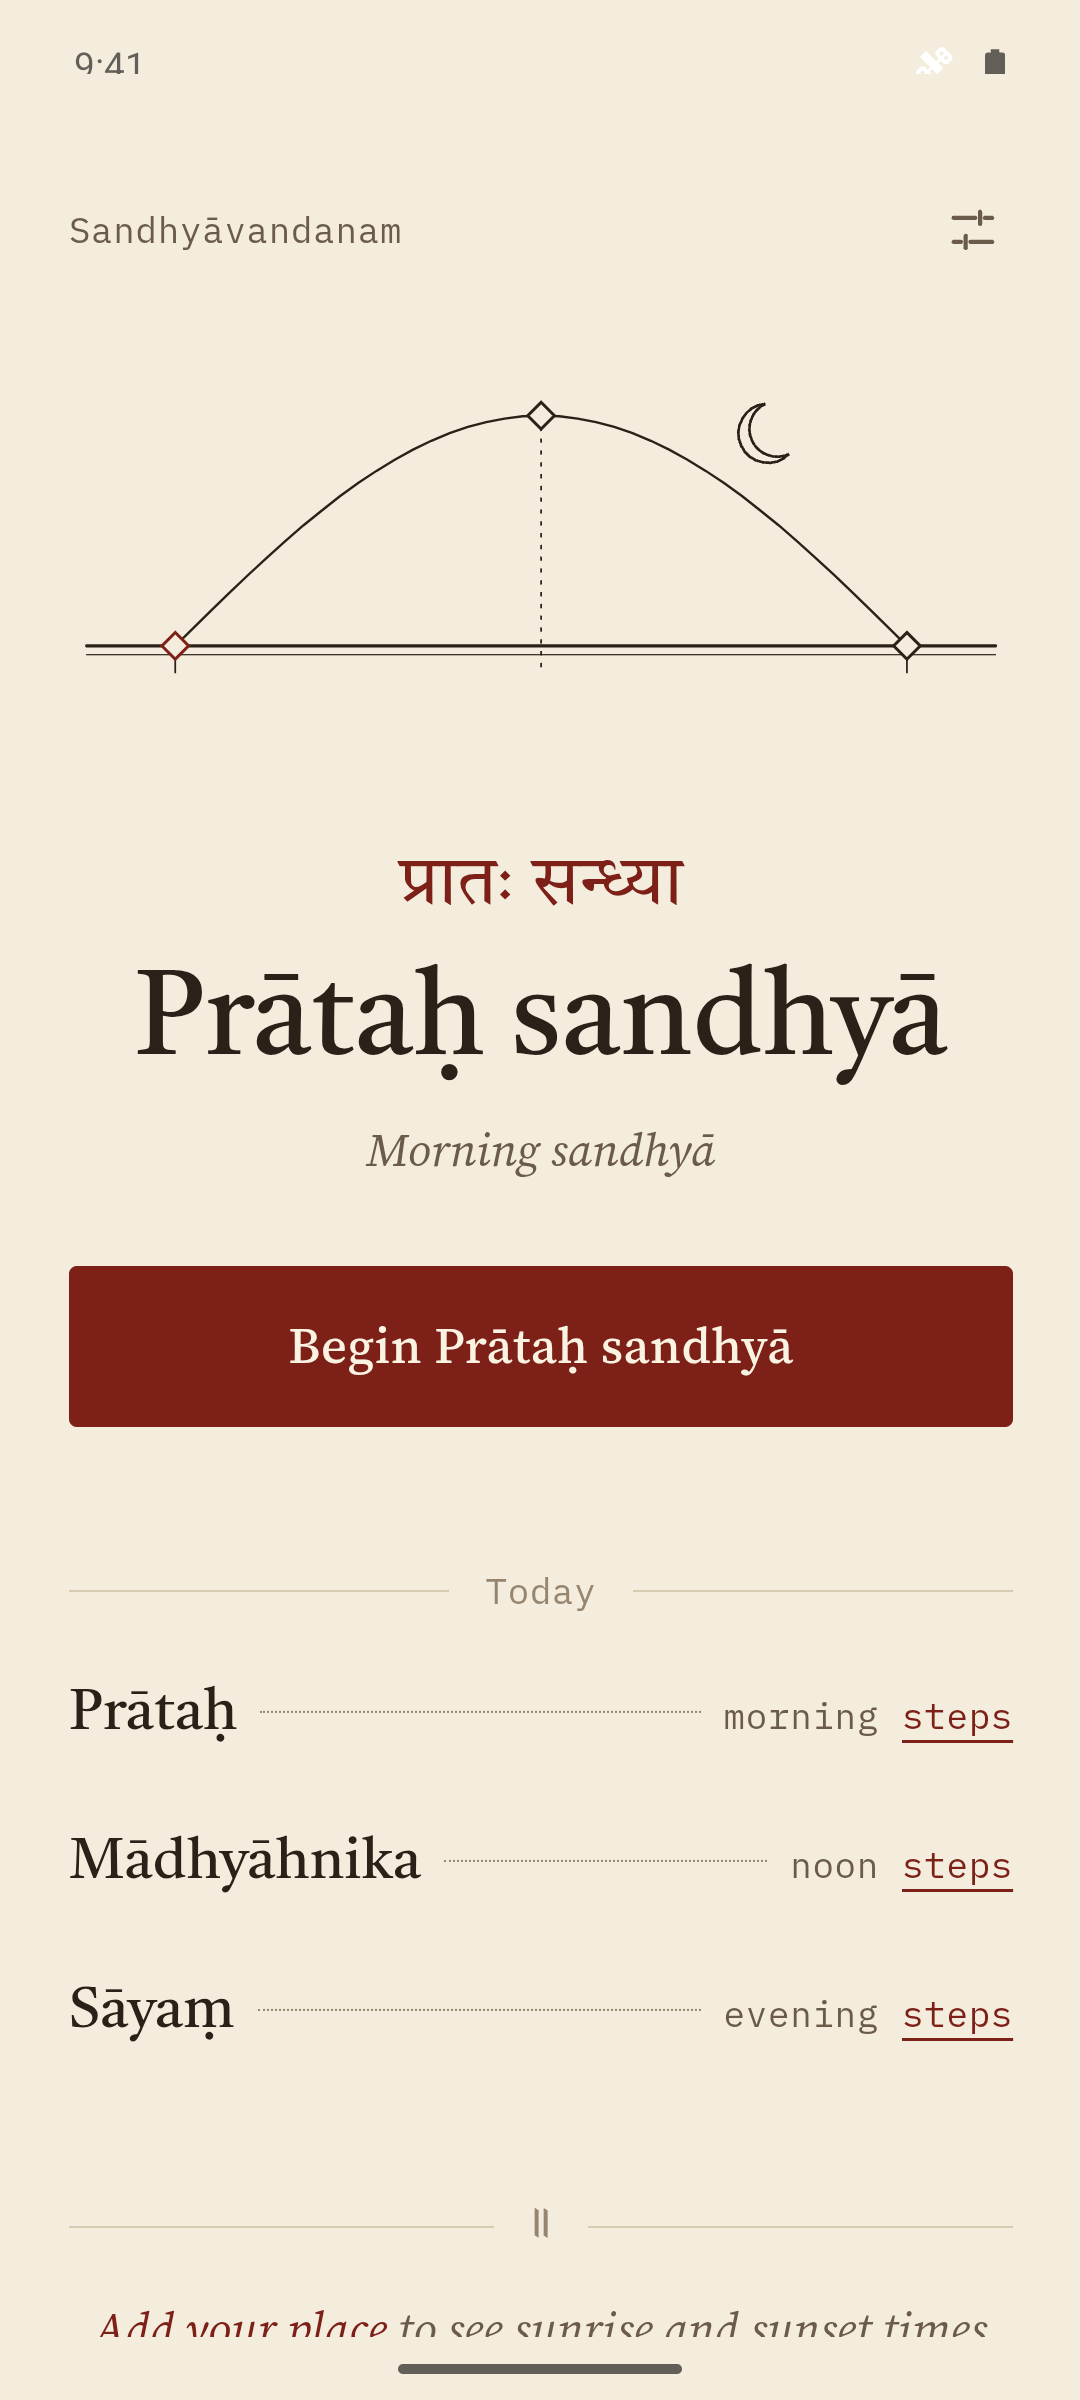 9:41
Sandhyāvandanam
प्रातः सन्ध्या
Prātaḥ sandhyā
Morning sandhyā
Begin Prātaḥ sandhyā
Today
Prātaḥ morning steps
Mādhyāhnika noon steps
Sāyaṃ evening steps
॥
Add your place to see sunrise and sunset times